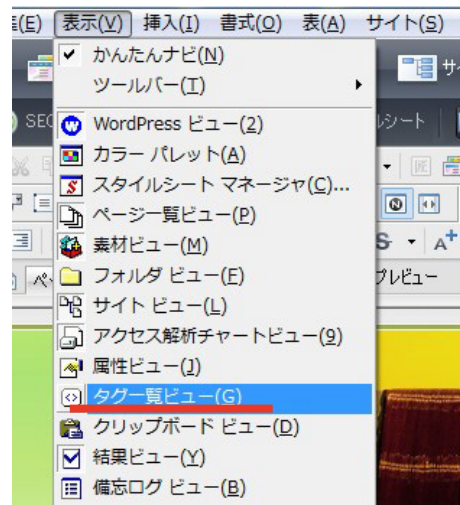 (E) 表示(V) 挿入(I) 書式(O) 表(A) サイト(S)
かんたんナビ(N)
ツールバー(T)
サイ
SEO
ルシート
WordPress ビュー(2)
カラー パレット(A)
スタイルシート マネージャ(C)...
ページ一覧ビュー(P)
素材ビュー(M)
フォルダ ビュー(F)
プレビュー
サイト ビュー(L)
アクセス解析チャートビュー(9)
属性ビュー(J)
タグ一覧ビュー(G)
クリップボード ビュー(D)
結果ビュー(Y)
備忘ログ ビュー(B)